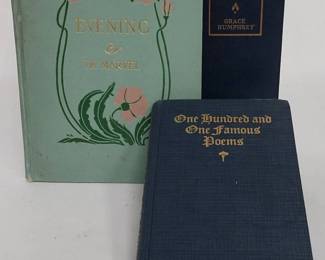 EVENING
IK MARVEL
GRACE
HUMPHREY
One Hundred and
One Famous
Poems